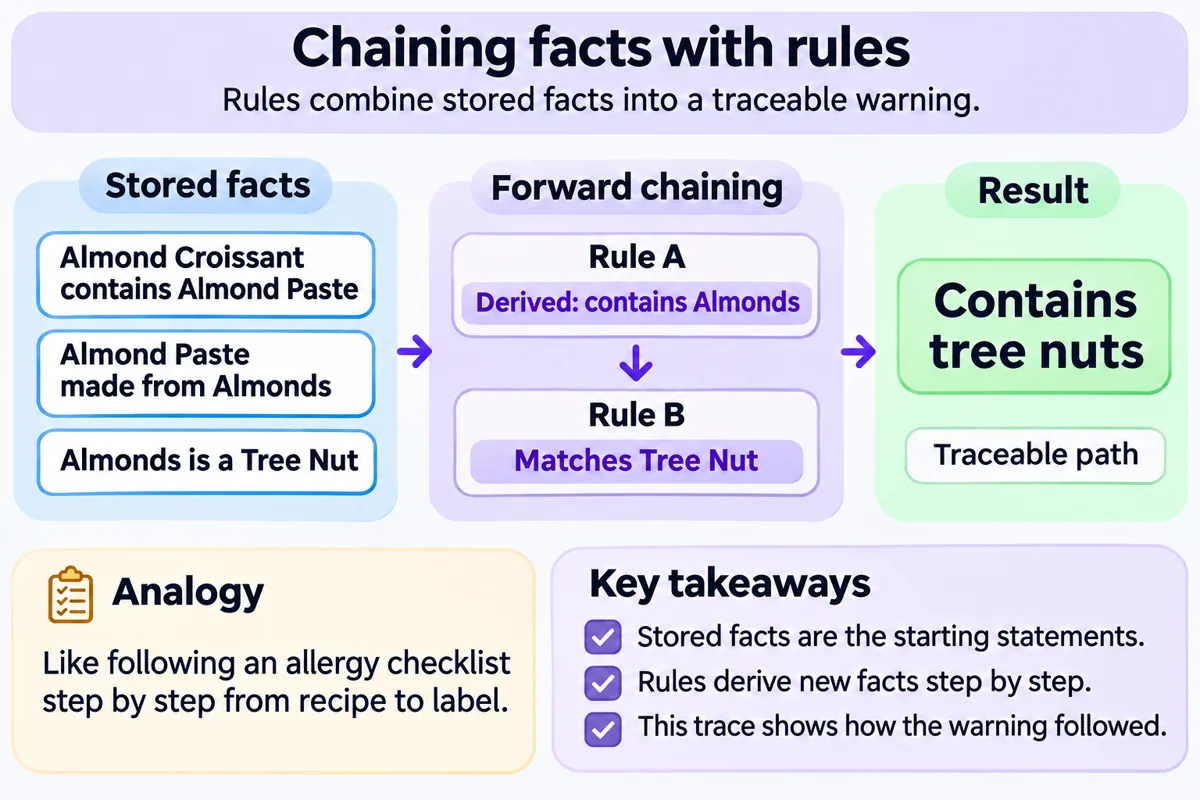 Chaining facts with rules
Rules combine stored facts into a traceable warning.
Stored facts
Almond Croissant
contains Almond Paste
Almond Paste
made from Almonds
Almonds is a Tree Nut
Forward chaining
Rule A
Derived: contains Almonds
Rule B
Matches Tree Nut
Result
Contains
tree nuts
Traceable path
Analogy
Like following an allergy checklist
step by step from recipe to label.
Key takeaways
Stored facts are the starting statements.
Rules derive new facts step by step.
This trace shows how the warning followed.